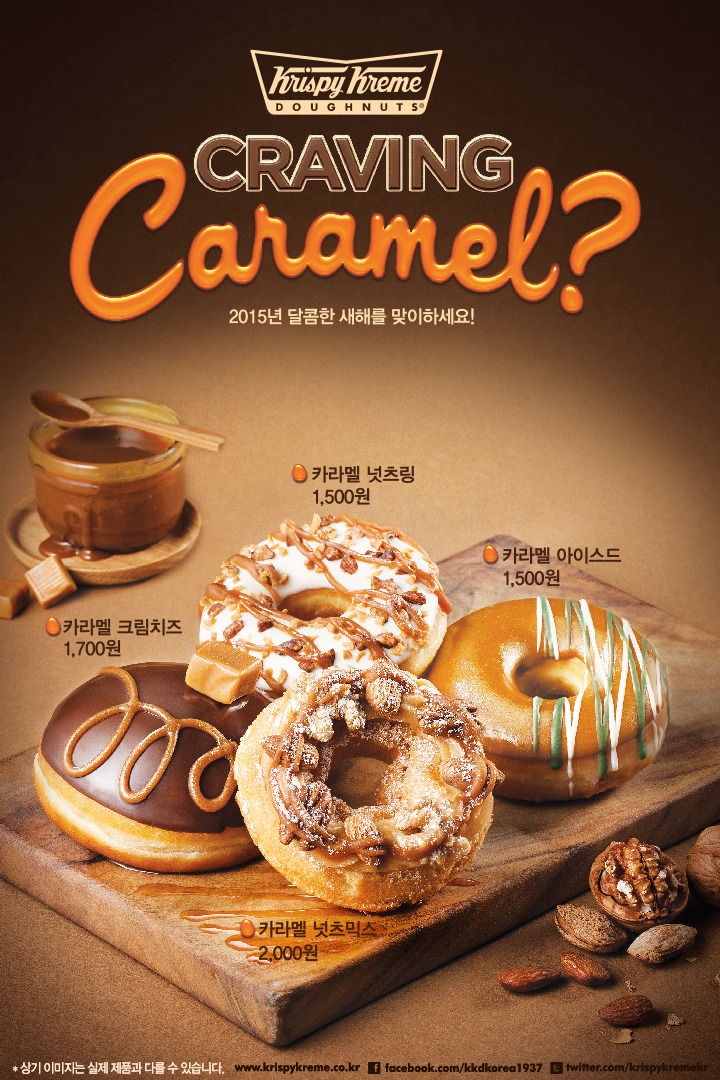 Krispy Kreme
DOUGHNUTS®
CRAVING
Caramel?
2015년 달콤한 새해를 맞이하세요!
카라멜 넛츠링
1,500원
카라멜 아이스드
1,500원
카라멜 크림치즈
1,700원
카라멜 넛츠믹스
2,000원
* 상기 이미지는 실제 제품과 다를 수 있습니다. www.krispykreme.co.kr f facebook.com/kkdkorea1937 t twitter.com/krispykremekr